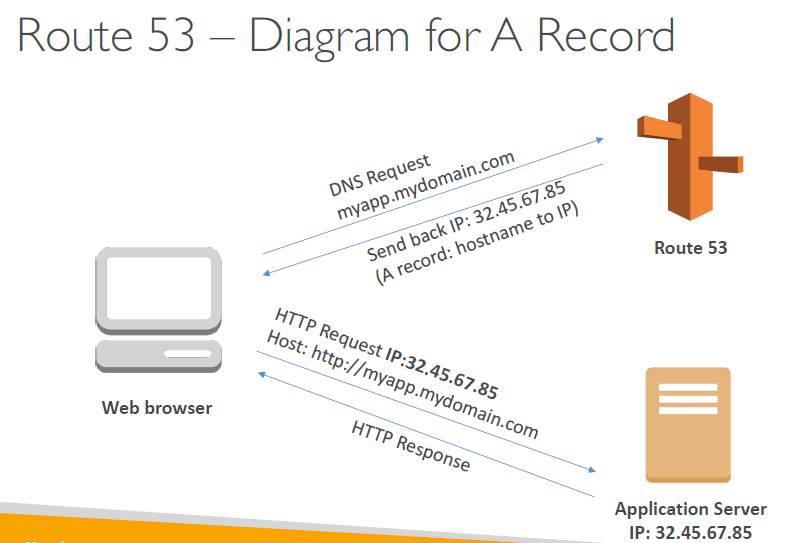 Route 53 – Diagram for A Record
DNS Request
myapp.mydomain.com
Send back IP: 32.45.67.85
(A record: hostname to IP)
Route 53
HTTP Request IP:32.45.67.85
Host: http://myapp.mydomain.com
Web browser
HTTP Response
Application Server
IP: 32.45.67.85